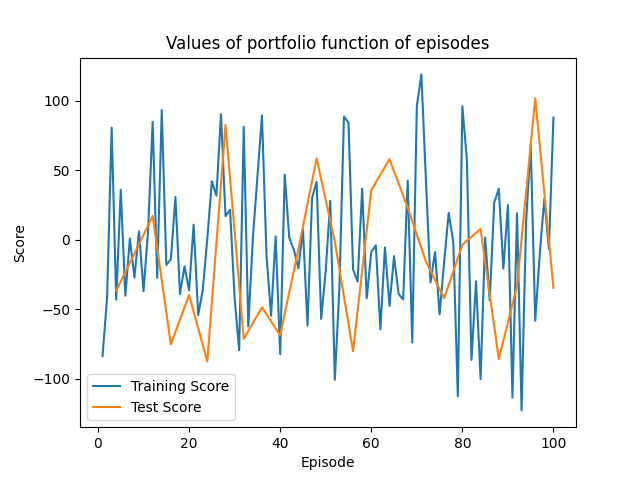 Values of portfolio function of episodes
Score
100
50
0
−50
−100
Training Score
Test Score
0 20 40 60 80 100
Episode